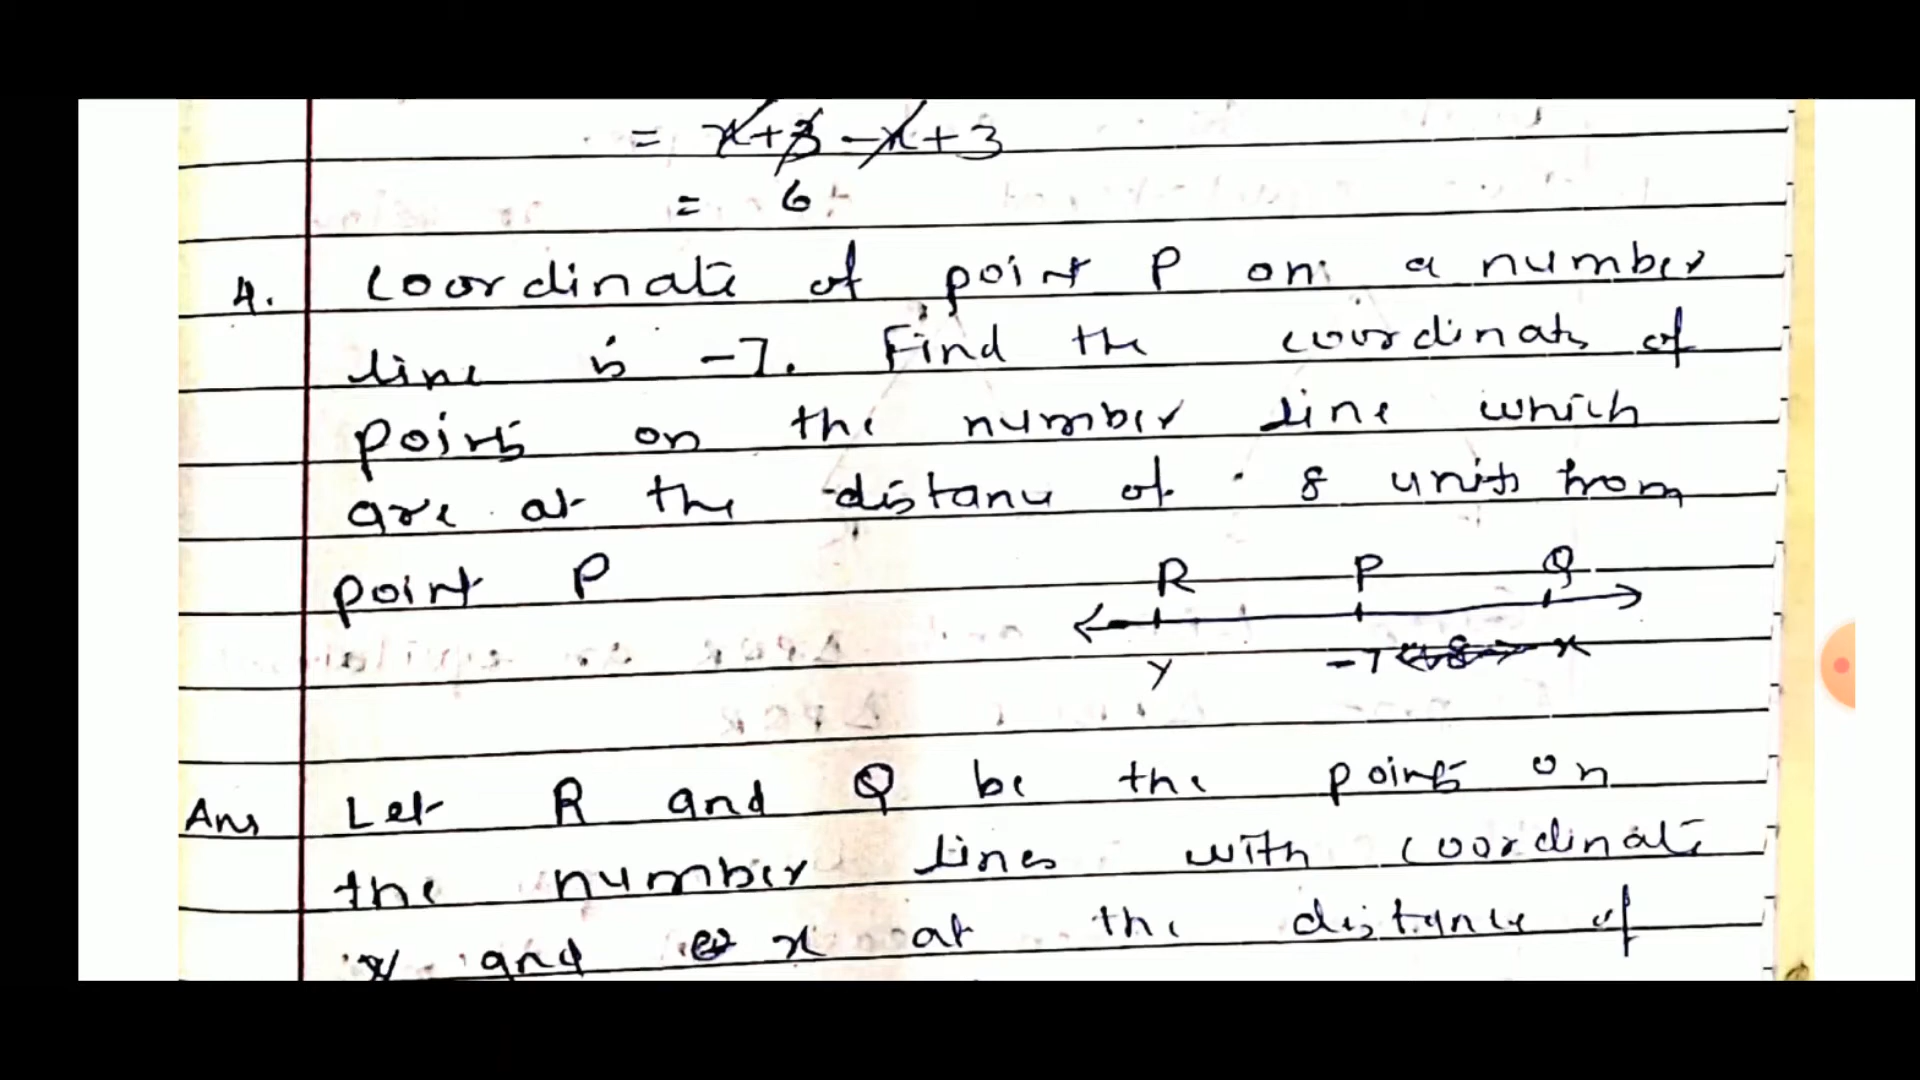 = x+3-x+3
= 6
4. Coordinate of point P on a number
line is -7. Find the coordinats of
points on the number line which
are at the distance of 8 units from
point P
R P Q
y -7 8 x
Ans Let R and Q be the points on
the number lines with coordinate
y and x at the distance of